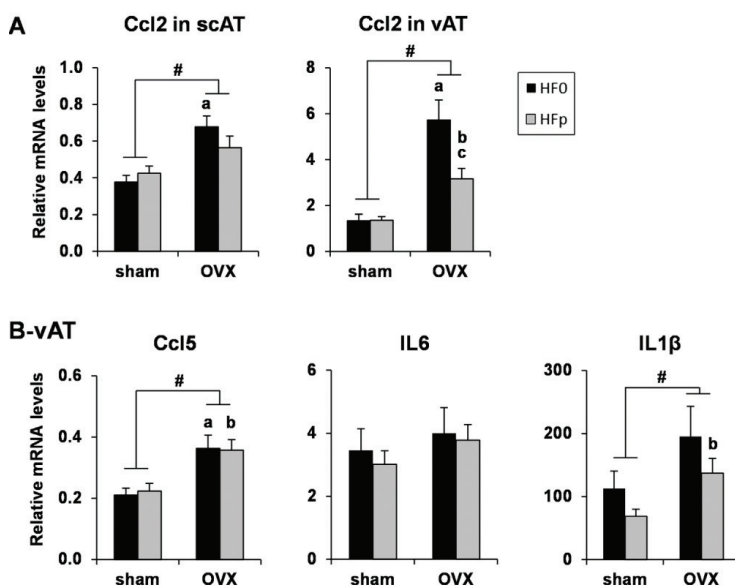 A
Ccl2 in scAT
Relative mRNA levels
1.0
0.8
0.6
0.4
0.2
0.0
#
a
sham
OVX
Ccl2 in vAT
8
6
4
2
0
#
a
b
c
sham
OVX
HF0
HFp
B-vAT
Ccl5
Relative mRNA levels
0.6
0.4
0.2
0.0
#
a b
sham
OVX
IL6
6
4
2
0
sham
OVX
IL1β
300
200
100
0
#
b
sham
OVX